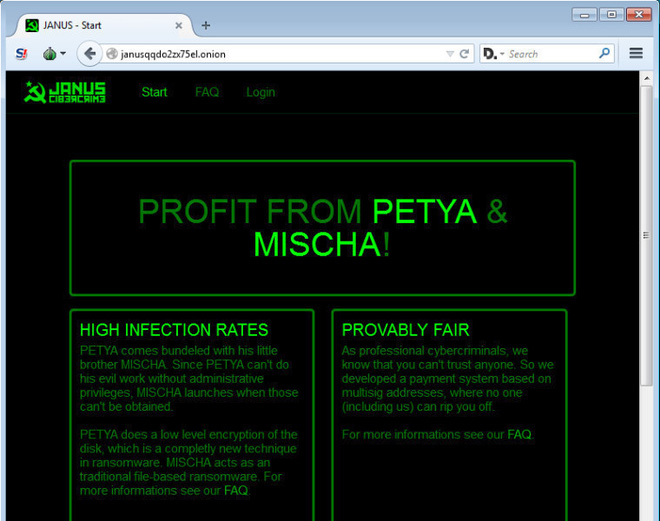 JANUS - Start
janusqqdo2zx75el.onion
Search
JANUS
CIBERCRIME
Start FAQ Login
PROFIT FROM PETYA &
MISCHA!
HIGH INFECTION RATES
PETYA comes bundeled with his little
brother MISCHA. Since PETYA can't do
his evil work without administrative
privileges, MISCHA launches when those
can't be obtained.
PETYA does a low level encryption of the
disk, which is a completly new technique
in ransomware. MISCHA acts as an
traditional file-based ransomware. For
more informations see our FAQ.
PROVABLY FAIR
As professional cybercriminals, we
know that you can't trust anyone. So we
developed a payment system based on
multisig addresses, where no one
(including us) can rip you off.
For more informations see our FAQ.